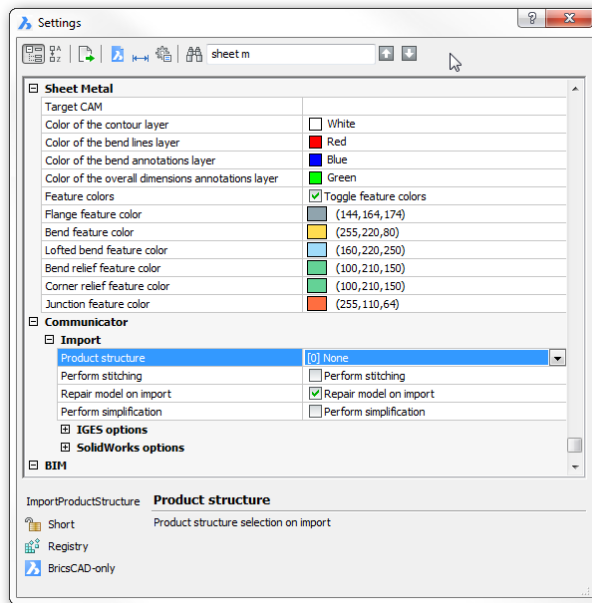 Settings
sheet m
Sheet Metal
Target CAM
Color of the contour layer White
Color of the bend lines layer Red
Color of the bend annotations layer Blue
Color of the overall dimensions annotations layer Green
Feature colors Toggle feature colors
Flange feature color (144,164,174)
Bend feature color (255,220,80)
Lofted bend feature color (160,220,250)
Bend relief feature color (100,210,150)
Corner relief feature color (100,210,150)
Junction feature color (255,110,64)
Communicator
Import
Product structure [0] None
Perform stitching Perform stitching
Repair model on import Repair model on import
Perform simplification Perform simplification
IGES options
SolidWorks options
BIM
ImportProductStructure Product structure
Short Product structure selection on import
Registry
BricsCAD-only